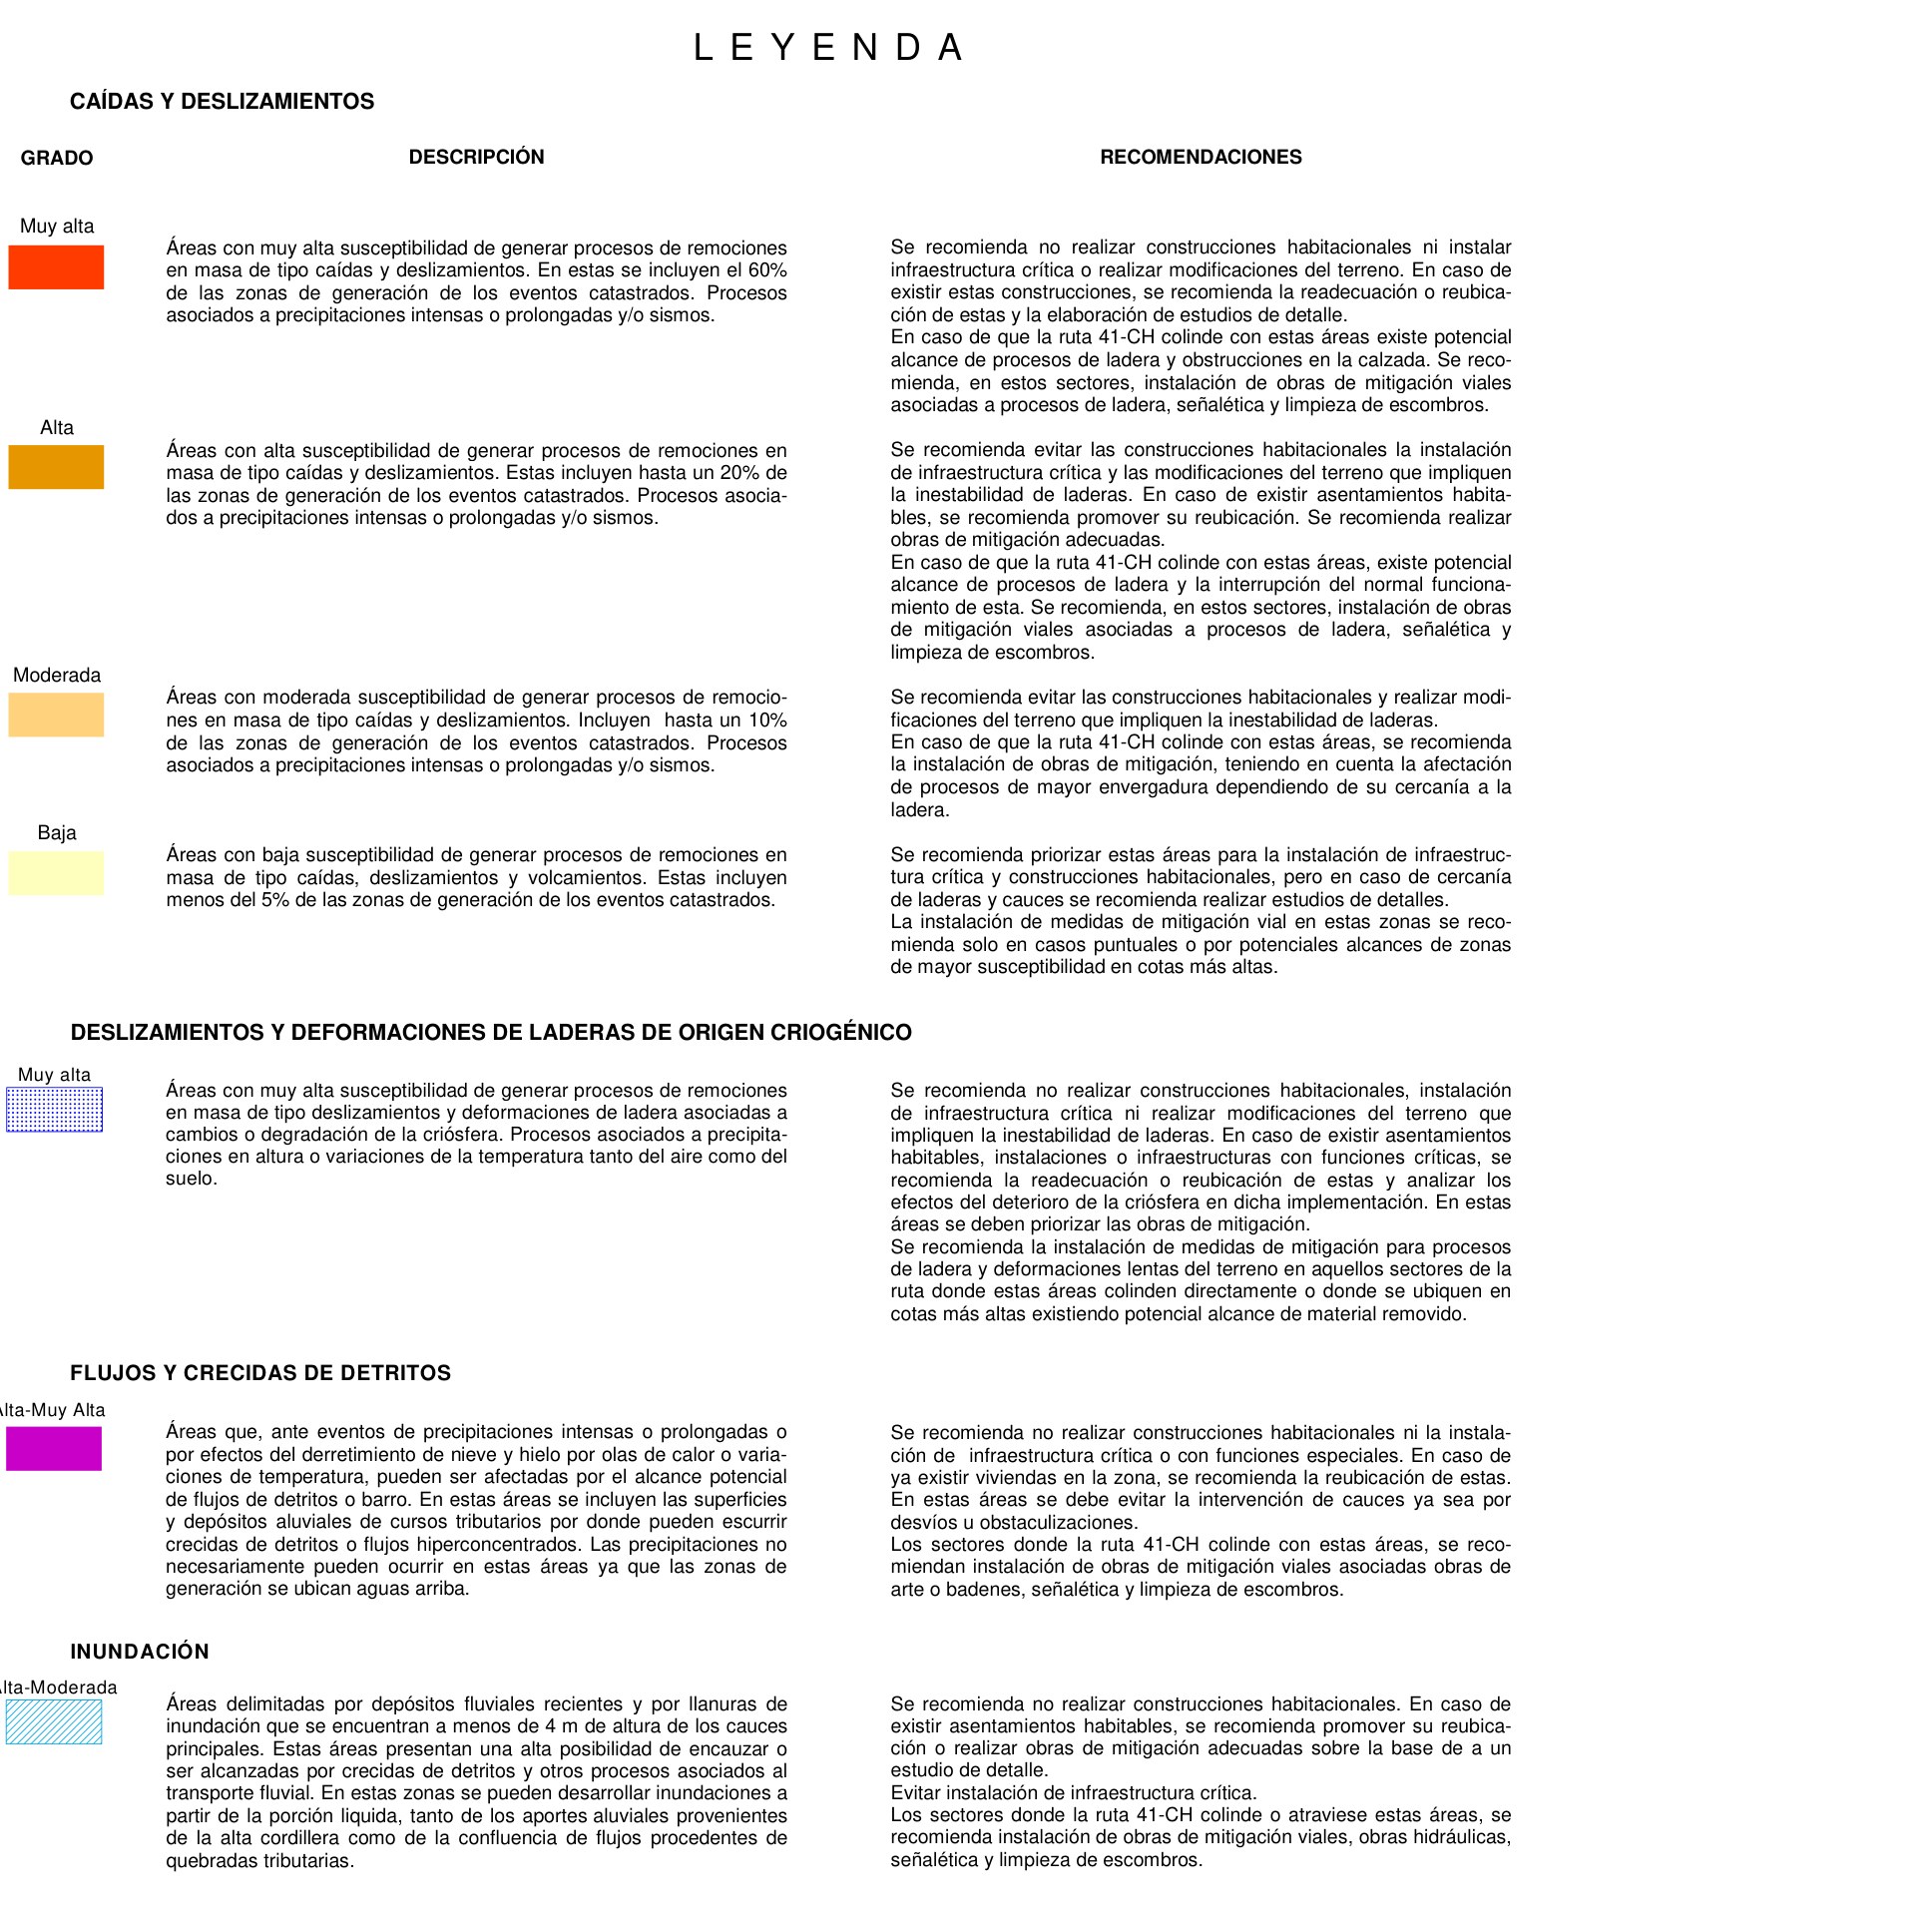 L E Y E N D A
CAÍDAS Y DESLIZAMIENTOS
GRADO
DESCRIPCIÓN
RECOMENDACIONES
Muy alta
Áreas con muy alta susceptibilidad de generar procesos de remociones
en masa de tipo caídas y deslizamientos. En estas se incluyen el 60%
de las zonas de generación de los eventos catastrados. Procesos
asociados a precipitaciones intensas o prolongadas y/o sismos.
Se recomienda no realizar construcciones habitacionales ni instalar
infraestructura crítica o realizar modificaciones del terreno. En caso de
existir estas construcciones, se recomienda la readecuación o reubica-
ción de estas y la elaboración de estudios de detalle.
En caso de que la ruta 41-CH colinde con estas áreas existe potencial
alcance de procesos de ladera y obstrucciones en la calzada. Se reco-
mienda, en estos sectores, instalación de obras de mitigación viales
asociadas a procesos de ladera, señalética y limpieza de escombros.
Alta
Áreas con alta susceptibilidad de generar procesos de remociones en
masa de tipo caídas y deslizamientos. Estas incluyen hasta un 20% de
las zonas de generación de los eventos catastrados. Procesos asocia-
dos a precipitaciones intensas o prolongadas y/o sismos.
Se recomienda evitar las construcciones habitacionales la instalación
de infraestructura crítica y las modificaciones del terreno que impliquen
la inestabilidad de laderas. En caso de existir asentamientos habita-
bles, se recomienda promover su reubicación. Se recomienda realizar
obras de mitigación adecuadas.
En caso de que la ruta 41-CH colinde con estas áreas, existe potencial
alcance de procesos de ladera y la interrupción del normal funciona-
miento de esta. Se recomienda, en estos sectores, instalación de obras
de mitigación viales asociadas a procesos de ladera, señalética y
limpieza de escombros.
Moderada
Áreas con moderada susceptibilidad de generar procesos de remocio-
nes en masa de tipo caídas y deslizamientos. Incluyen  hasta un 10%
de las zonas de generación de los eventos catastrados. Procesos
asociados a precipitaciones intensas o prolongadas y/o sismos.
Se recomienda evitar las construcciones habitacionales y realizar modi-
ficaciones del terreno que impliquen la inestabilidad de laderas.
En caso de que la ruta 41-CH colinde con estas áreas, se recomienda
la instalación de obras de mitigación, teniendo en cuenta la afectación
de procesos de mayor envergadura dependiendo de su cercanía a la
ladera.
Baja
Áreas con baja susceptibilidad de generar procesos de remociones en
masa de tipo caídas, deslizamientos y volcamientos. Estas incluyen
menos del 5% de las zonas de generación de los eventos catastrados.
Se recomienda priorizar estas áreas para la instalación de infraestruc-
tura crítica y construcciones habitacionales, pero en caso de cercanía
de laderas y cauces se recomienda realizar estudios de detalles.
La instalación de medidas de mitigación vial en estas zonas se reco-
mienda solo en casos puntuales o por potenciales alcances de zonas
de mayor susceptibilidad en cotas más altas.
DESLIZAMIENTOS Y DEFORMACIONES DE LADERAS DE ORIGEN CRIOGÉNICO
Muy alta
Áreas con muy alta susceptibilidad de generar procesos de remociones
en masa de tipo deslizamientos y deformaciones de ladera asociadas a
cambios o degradación de la criósfera. Procesos asociados a precipita-
ciones en altura o variaciones de la temperatura tanto del aire como del
suelo.
Se recomienda no realizar construcciones habitacionales, instalación
de infraestructura crítica ni realizar modificaciones del terreno que
impliquen la inestabilidad de laderas. En caso de existir asentamientos
habitables, instalaciones o infraestructuras con funciones críticas, se
recomienda la readecuación o reubicación de estas y analizar los
efectos del deterioro de la criósfera en dicha implementación. En estas
áreas se deben priorizar las obras de mitigación.
Se recomienda la instalación de medidas de mitigación para procesos
de ladera y deformaciones lentas del terreno en aquellos sectores de la
ruta donde estas áreas colinden directamente o donde se ubiquen en
cotas más altas existiendo potencial alcance de material removido.
FLUJOS Y CRECIDAS DE DETRITOS
Alta-Muy Alta
Áreas que, ante eventos de precipitaciones intensas o prolongadas o
por efectos del derretimiento de nieve y hielo por olas de calor o varia-
ciones de temperatura, pueden ser afectadas por el alcance potencial
de flujos de detritos o barro. En estas áreas se incluyen las superficies
y depósitos aluviales de cursos tributarios por donde pueden escurrir
crecidas de detritos o flujos hiperconcentrados. Las precipitaciones no
necesariamente pueden ocurrir en estas áreas ya que las zonas de
generación se ubican aguas arriba.
Se recomienda no realizar construcciones habitacionales ni la instala-
ción de  infraestructura crítica o con funciones especiales. En caso de
ya existir viviendas en la zona, se recomienda la reubicación de estas.
En estas áreas se debe evitar la intervención de cauces ya sea por
desvíos u obstaculizaciones.
Los sectores donde la ruta 41-CH colinde con estas áreas, se reco-
miendan instalación de obras de mitigación viales asociadas obras de
arte o badenes, señalética y limpieza de escombros.
INUNDACIÓN
Alta-Moderada
Áreas delimitadas por depósitos fluviales recientes y por llanuras de
inundación que se encuentran a menos de 4 m de altura de los cauces
principales. Estas áreas presentan una alta posibilidad de encauzar o
ser alcanzadas por crecidas de detritos y otros procesos asociados al
transporte fluvial. En estas zonas se pueden desarrollar inundaciones a
partir de la porción liquida, tanto de los aportes aluviales provenientes
de la alta cordillera como de la confluencia de flujos procedentes de
quebradas tributarias.
Se recomienda no realizar construcciones habitacionales. En caso de
existir asentamientos habitables, se recomienda promover su reubica-
ción o realizar obras de mitigación adecuadas sobre la base de a un
estudio de detalle.
Evitar instalación de infraestructura crítica.
Los sectores donde la ruta 41-CH colinde o atraviese estas áreas, se
recomienda instalación de obras de mitigación viales, obras hidráulicas,
señalética y limpieza de escombros.